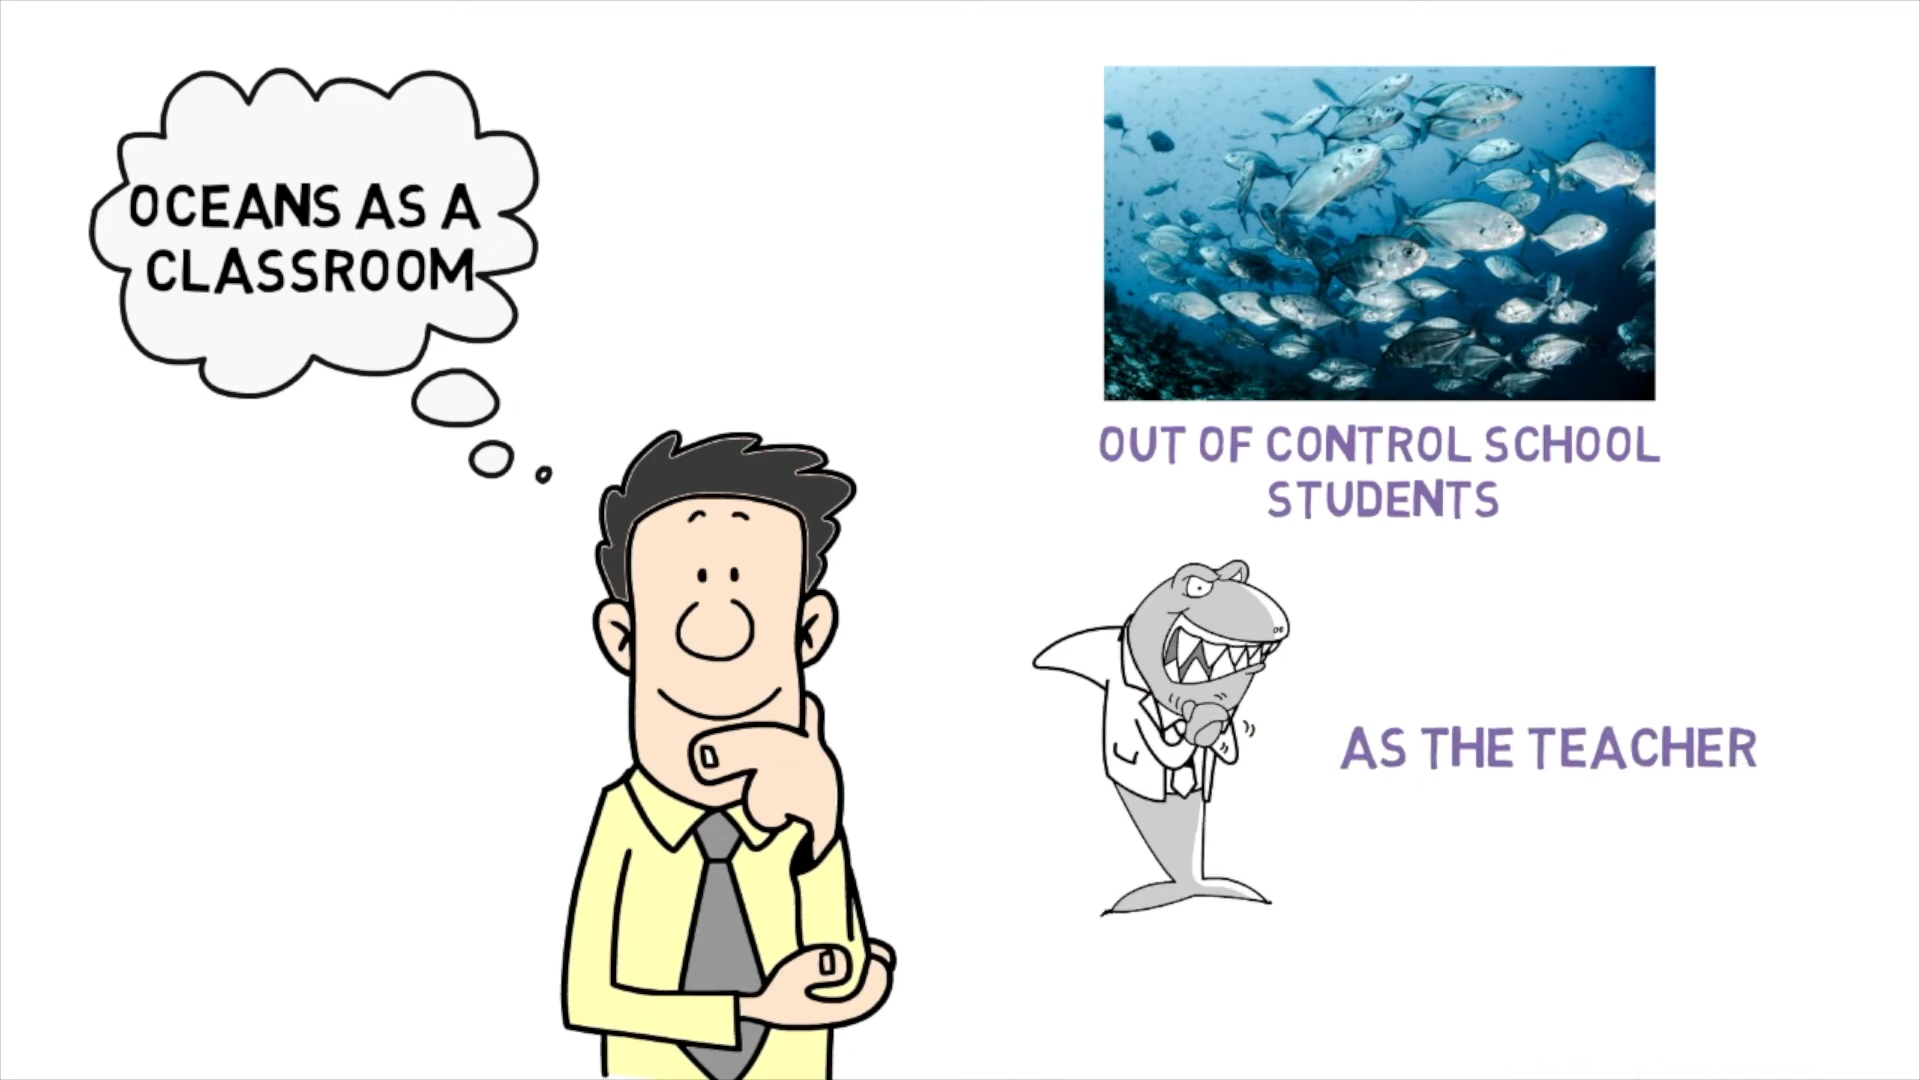 OCEANS AS A
CLASSROOM
OUT OF CONTROL SCHOOL
STUDENTS
AS THE TEACHER